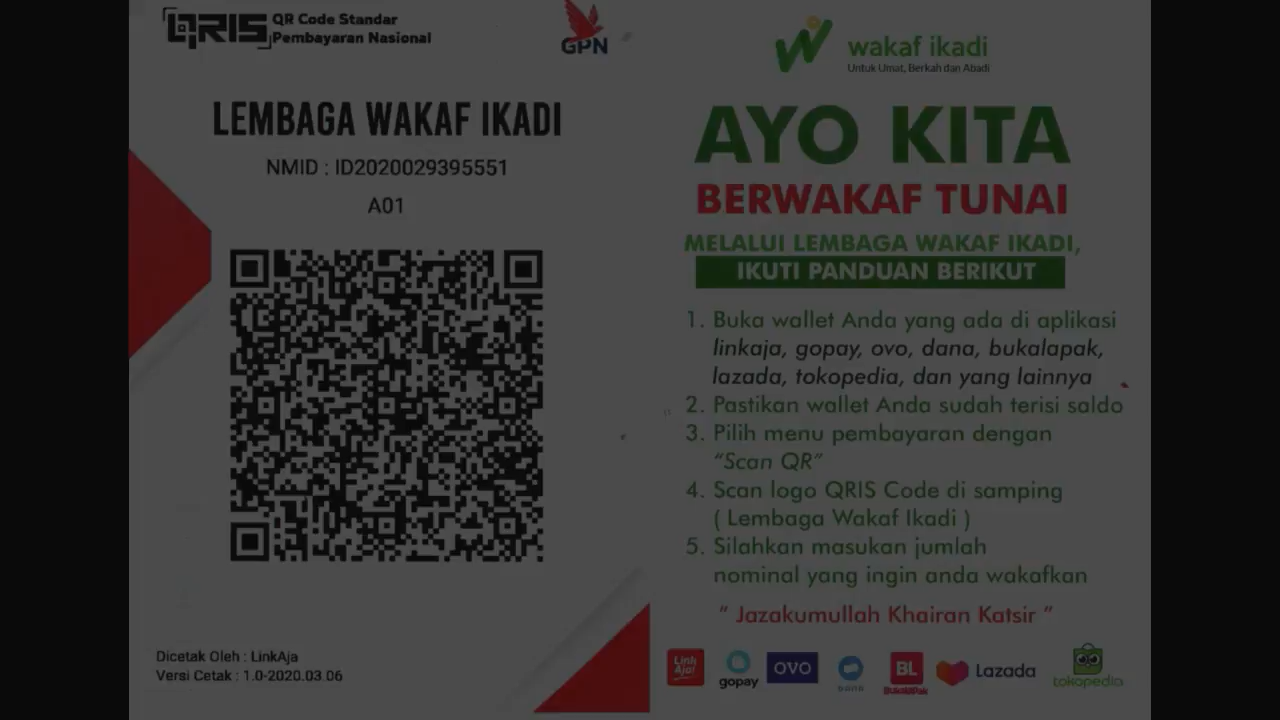 QRIS
QR Code Standar
Pembayaran Nasional
GPN
LEMBAGA WAKAF IKADI
NMID : ID2020029395551
A01
Dicetak Oleh : LinkAja
Versi Cetak : 1.0-2020.03.06
wakaf ikadi
Untuk Umat, Berkah dan Abadi
AYO KITA
BERWAKAF TUNAI
MELALUI LEMBAGA WAKAF IKADI,
IKUTI PANDUAN BERIKUT
1. Buka wallet Anda yang ada di aplikasi
linkaja, gopay, ovo, dana, bukalapak,
lazada, tokopedia, dan yang lainnya
2. Pastikan wallet Anda sudah terisi saldo
3. Pilih menu pembayaran dengan
“Scan QR”
4. Scan logo QRIS Code di samping
( Lembaga Wakaf Ikadi )
5. Silahkan masukan jumlah
nominal yang ingin anda wakafkan
“ Jazakumullah Khairan Katsir ”
Link Aja!
gopay
OVO
DANA
BL
BukaLapak
Lazada
tokopedia